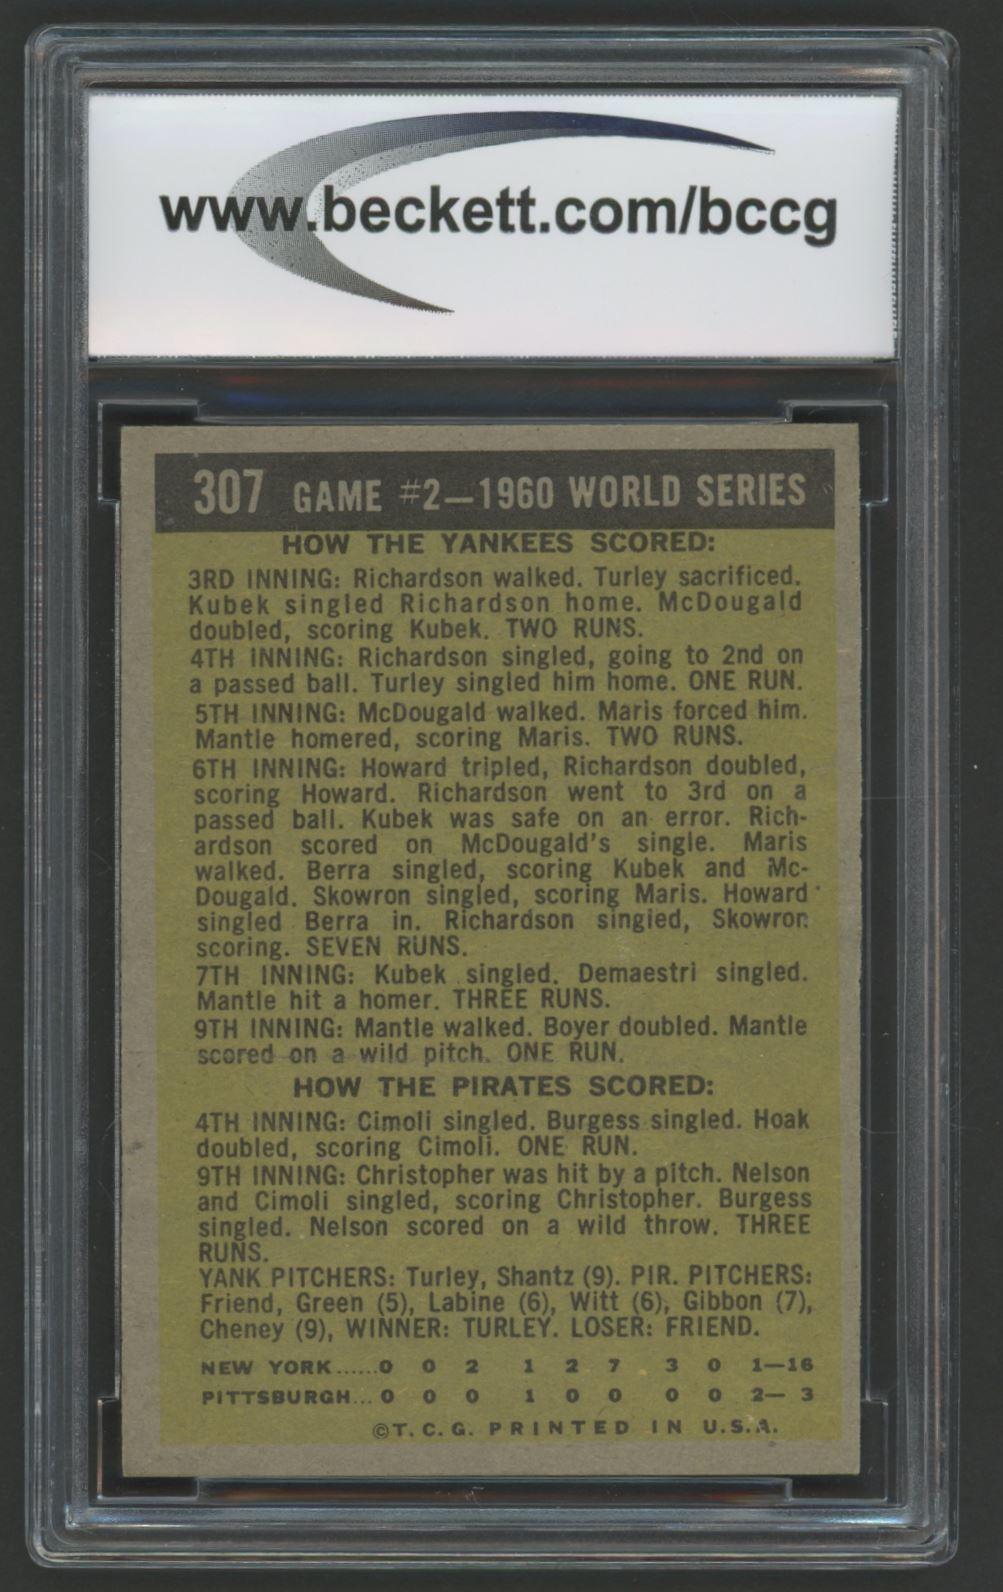 www.beckett.com/bccg
307 GAME #2—1960 WORLD SERIES
HOW THE YANKEES SCORED:
3RD INNING: Richardson walked. Turley sacrificed.
Kubek singled Richardson home. McDougald
doubled, scoring Kubek. TWO RUNS.
4TH INNING: Richardson singled, going to 2nd on
a passed ball. Turley singled him home. ONE RUN.
5TH INNING: McDougald walked. Maris forced him.
Mantle homered, scoring Maris. TWO RUNS.
6TH INNING: Howard tripled, Richardson doubled,
scoring Howard. Richardson went to 3rd on a
passed ball. Kubek was safe on an error. Rich-
ardson scored on McDougald's single. Maris
walked. Berra singled, scoring Kubek and Mc-
Dougald. Skowron singled, scoring Maris. Howard
singled Berra in. Richardson singled, Skowron
scoring. SEVEN RUNS.
7TH INNING: Kubek singled. Demaestri singled.
Mantle hit a homer. THREE RUNS.
9TH INNING: Mantle walked. Boyer doubled. Mantle
scored on a wild pitch. ONE RUN.
HOW THE PIRATES SCORED:
4TH INNING: Cimoli singled. Burgess singled. Hoak
doubled, scoring Cimoli. ONE RUN.
9TH INNING: Christopher was hit by a pitch. Nelson
and Cimoli singled, scoring Christopher. Burgess
singled. Nelson scored on a wild throw. THREE
RUNS.
YANK PITCHERS: Turley, Shantz (9). PIR. PITCHERS:
Friend, Green (5), Labine (6), Witt (6), Gibbon (7),
Cheney (9), WINNER: TURLEY. LOSER: FRIEND.
NEW YORK......0 0 2 1 2 7 3 0 1—16
PITTSBURGH...0 0 0 1 0 0 0 0 2— 3
©T.C.G. PRINTED IN U.S.A.